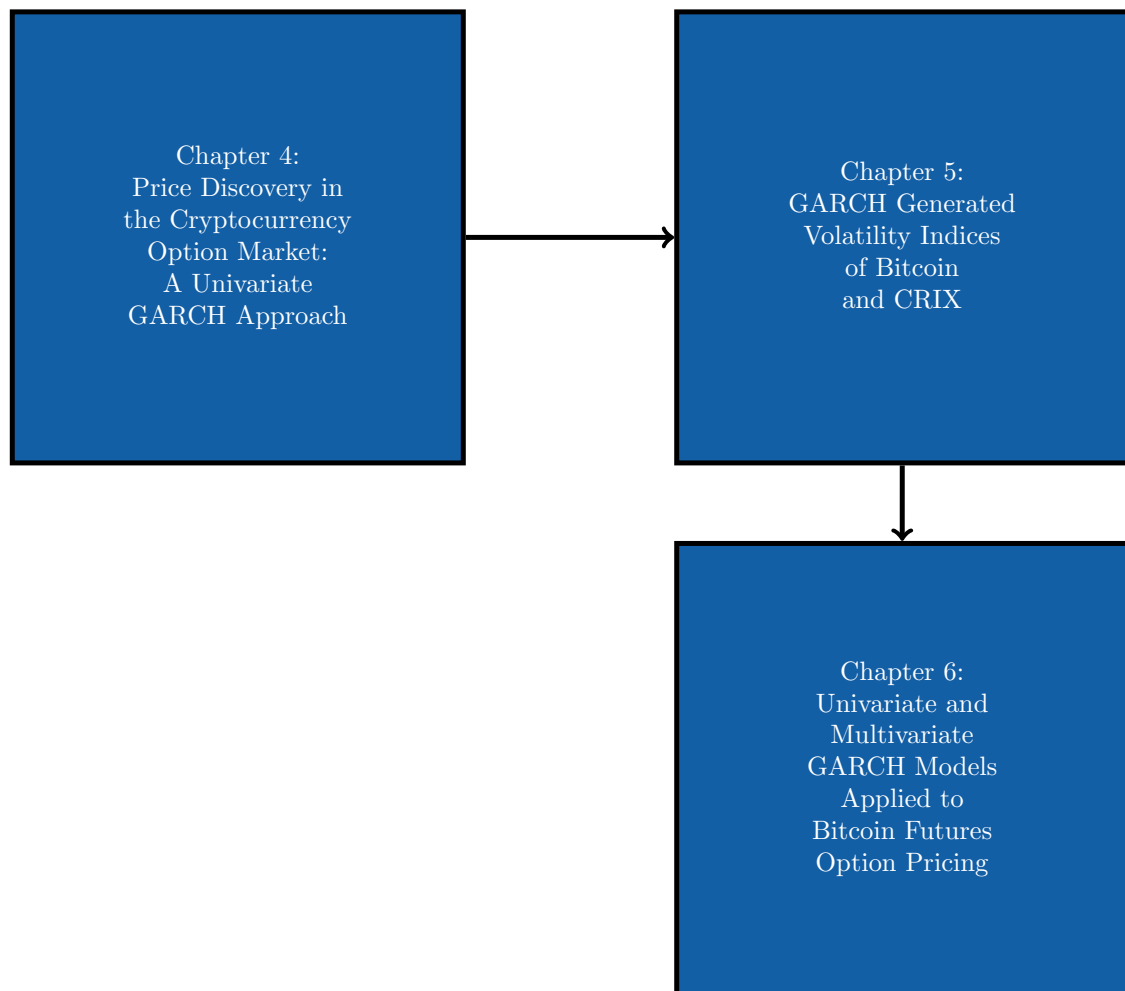 Chapter 4:
Price Discovery in
the Cryptocurrency
Option Market:
A Univariate
GARCH Approach
Chapter 5:
GARCH Generated
Volatility Indices
of Bitcoin
and CRIX
Chapter 6:
Univariate and
Multivariate
GARCH Models
Applied to
Bitcoin Futures
Option Pricing